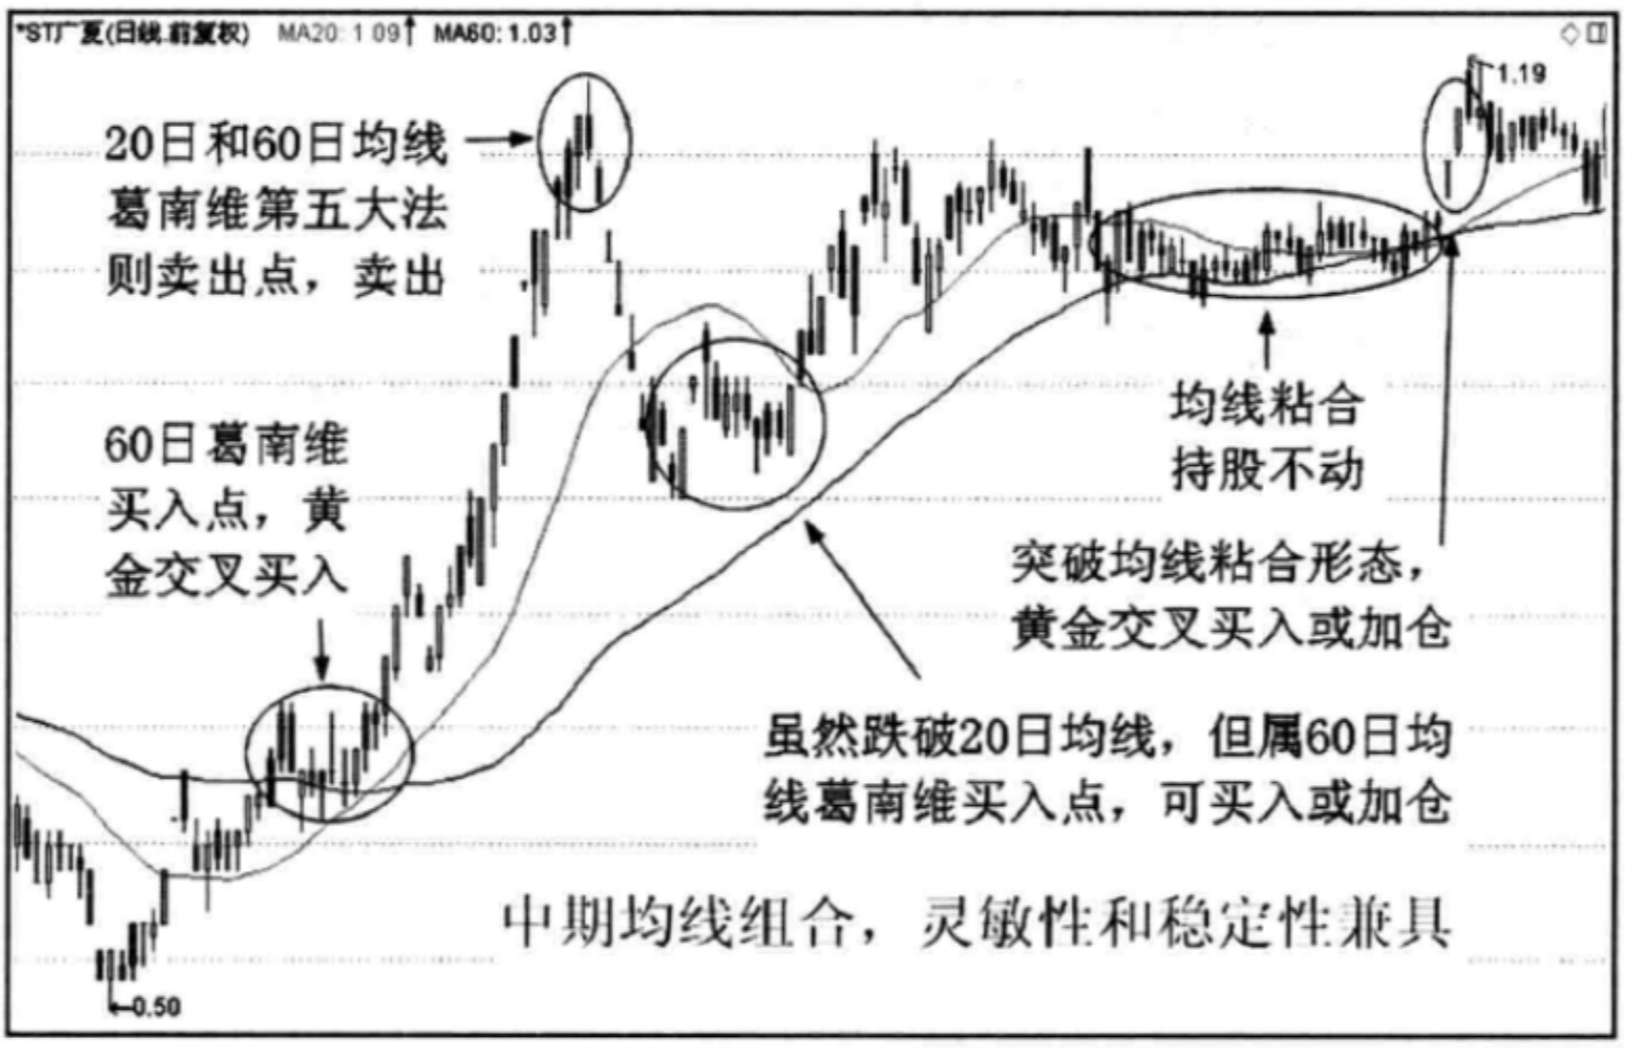 *ST广夏(日线.前复权) MA20: 1.09↑ MA60: 1.03↑
1.19
20日和60日均线
葛南维第五大法
则卖出点，卖出
60日葛南维
买入点，黄
金交叉买入
均线粘合
持股不动
突破均线粘合形态，
黄金交叉买入或加仓
虽然跌破20日均线，但属60日均
线葛南维买入点，可买入或加仓
中期均线组合，灵敏性和稳定性兼具
←0.50